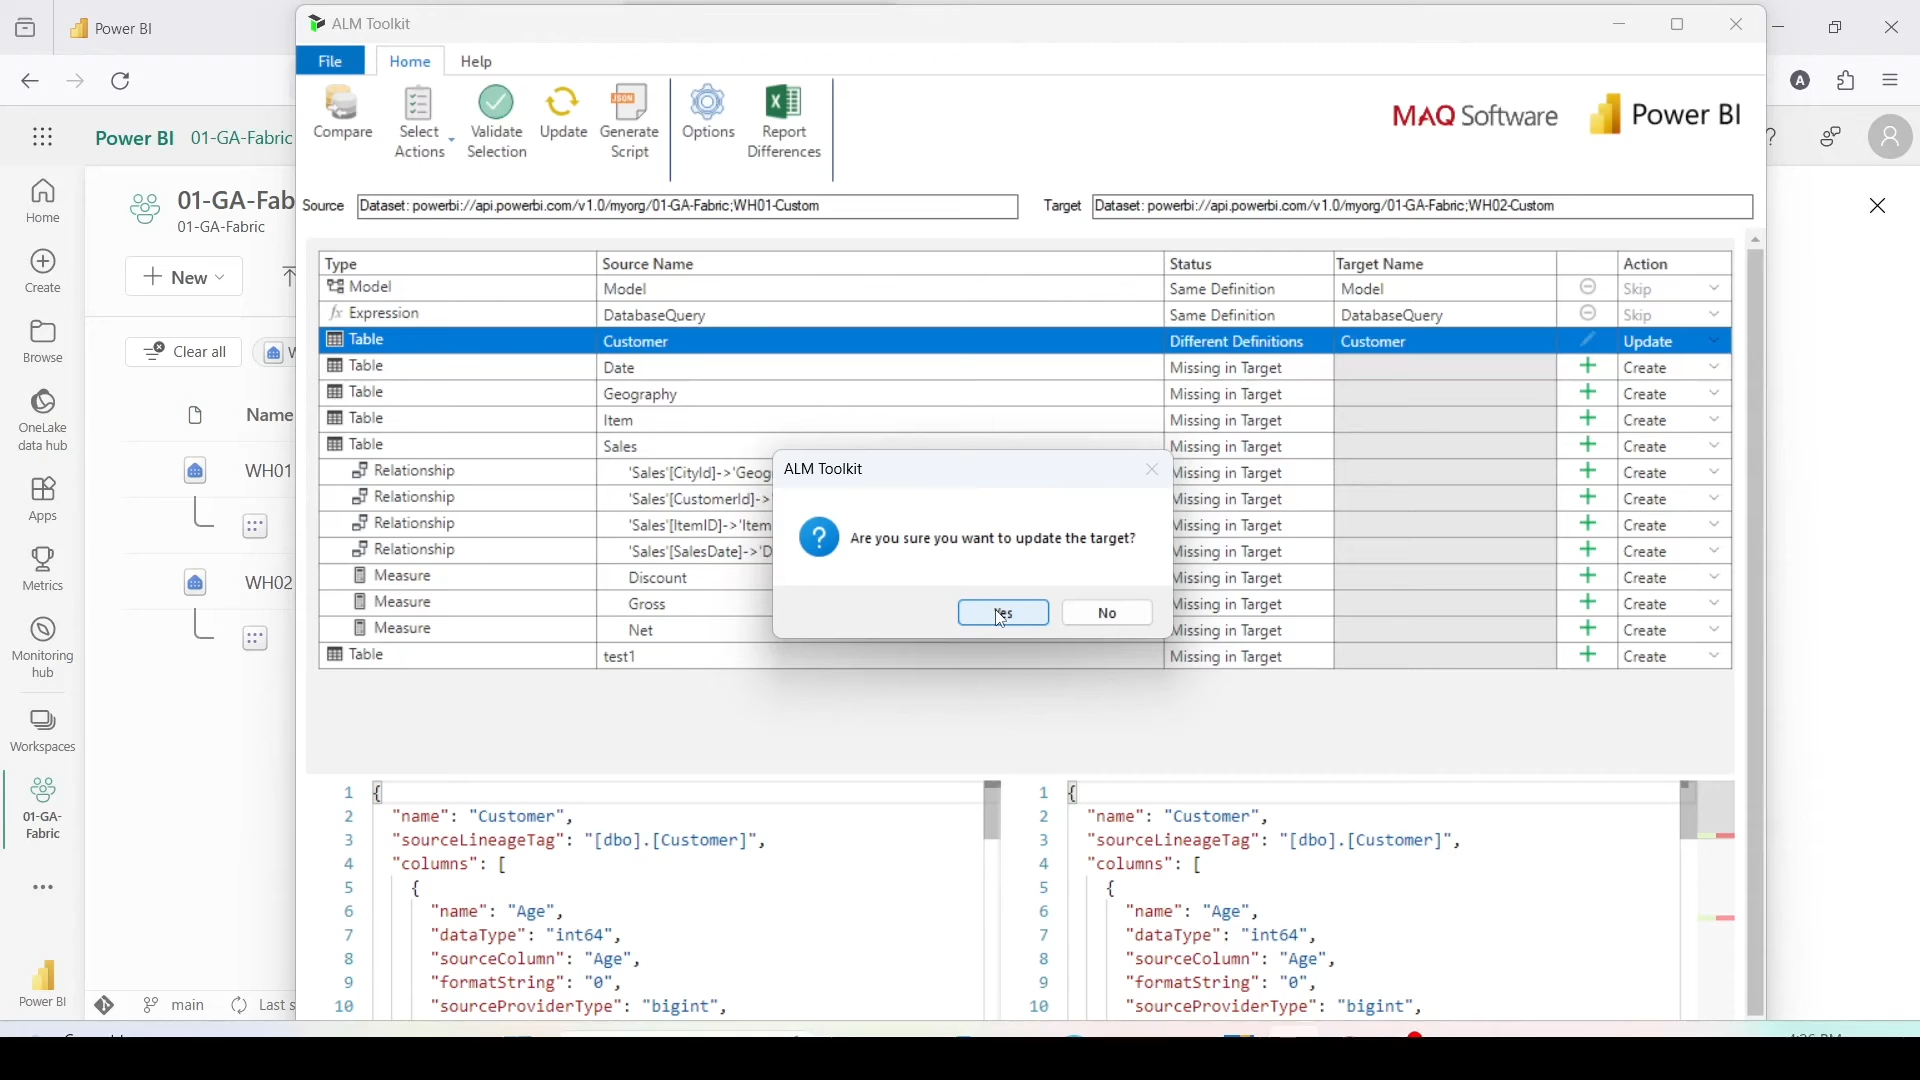 Power BI
ALM Toolkit
File
Home
Help
Compare
Select Actions
Validate Selection
Update
Generate Script
Options
Report Differences
JSON
MAQ Software
Power BI
A
Power BI 01-GA-Fabric
?
Source
Dataset: powerbi://api.powerbi.com/v1.0/myorg/01-GA-Fabric;WH01-Custom
Target
Dataset: powerbi://api.powerbi.com/v1.0/myorg/01-GA-Fabric;WH02-Custom
Home
Create
Browse
OneLake data hub
Apps
Metrics
Monitoring hub
Workspaces
01-GA-Fabric
Power BI
01-GA-Fab
01-GA-Fabric
New
Clear all
Name
WH01
WH02
main
Last s
Type Source Name Status Target Name Action
Model Model Same Definition Model Skip
fx Expression DatabaseQuery Same Definition DatabaseQuery Skip
Table Customer Different Definitions Customer Update
Table Date Missing in Target Create
Table Geography Missing in Target Create
Table Item Missing in Target Create
Table Sales Missing in Target Create
Relationship 'Sales'[CityId]->'Geog Missing in Target Create
Relationship 'Sales'[CustomerId]->' Missing in Target Create
Relationship 'Sales'[ItemID]->'Item Missing in Target Create
Relationship 'Sales'[SalesDate]->'D Missing in Target Create
Measure Discount Missing in Target Create
Measure Gross Missing in Target Create
Measure Net Missing in Target Create
Table test1 Missing in Target Create
ALM Toolkit
Are you sure you want to update the target?
Yes
No
1 {
2 "name": "Customer",
3 "sourceLineageTag": "[dbo].[Customer]",
4 "columns": [
5 {
6 "name": "Age",
7 "dataType": "int64",
8 "sourceColumn": "Age",
9 "formatString": "0",
10 "sourceProviderType": "bigint",
1 {
2 "name": "Customer",
3 "sourceLineageTag": "[dbo].[Customer]",
4 "columns": [
5 {
6 "name": "Age",
7 "dataType": "int64",
8 "sourceColumn": "Age",
9 "formatString": "0",
10 "sourceProviderType": "bigint",